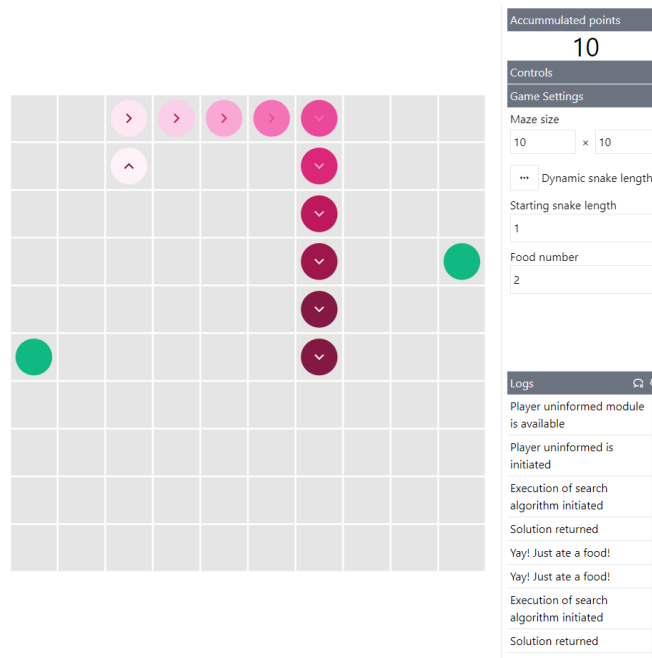 Accummulated points
10
Controls
Game Settings
Maze size
10 × 10
Dynamic snake length
Starting snake length
1
Food number
2
Logs
Player uninformed module
is available
Player uninformed is
initiated
Execution of search
algorithm initiated
Solution returned
Yay! Just ate a food!
Yay! Just ate a food!
Execution of search
algorithm initiated
Solution returned